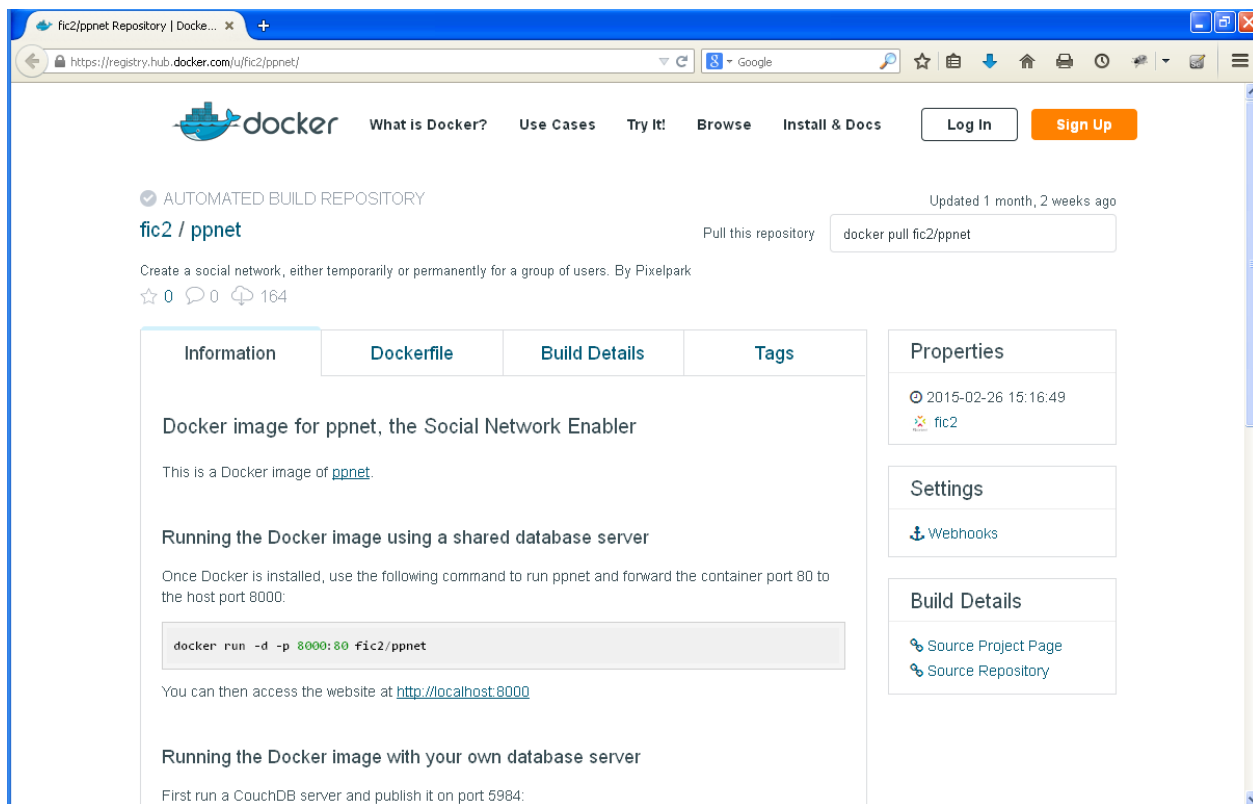 fic2/ppnet Repository | Docke...
https://registry.hub.docker.com/u/fic2/ppnet/
Google
docker
What is Docker?
Use Cases
Try It!
Browse
Install & Docs
Log In
Sign Up
AUTOMATED BUILD REPOSITORY
Updated 1 month, 2 weeks ago
fic2 / ppnet
Pull this repository
docker pull fic2/ppnet
Create a social network, either temporarily or permanently for a group of users. By Pixelpark
0 0 164
Information
Dockerfile
Build Details
Tags
Docker image for ppnet, the Social Network Enabler
This is a Docker image of ppnet.
Running the Docker image using a shared database server
Once Docker is installed, use the following command to run ppnet and forward the container port 80 to
the host port 8000:
docker run -d -p 8000:80 fic2/ppnet
You can then access the website at http://localhost:8000
Running the Docker image with your own database server
First run a CouchDB server and publish it on port 5984:
Properties
2015-02-26 15:16:49
fic2
Settings
Webhooks
Build Details
Source Project Page
Source Repository